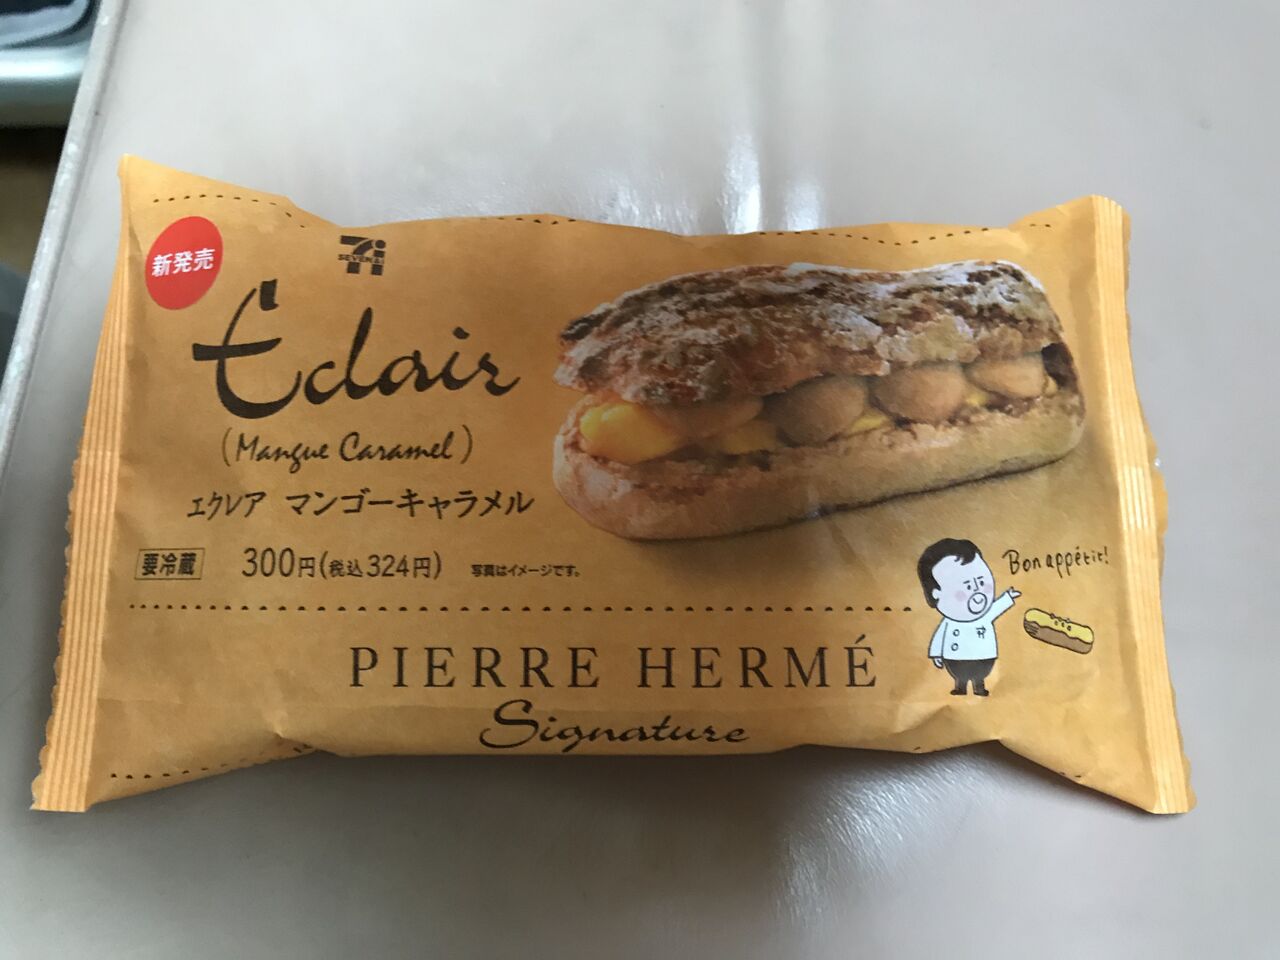 新発売
SEVEN & i
Éclair
(Mangue Caramel)
エクレア マンゴーキャラメル
要冷蔵 300円(税込324円) 写真はイメージです。
Bon appétit!
PIERRE HERMÉ
Signature